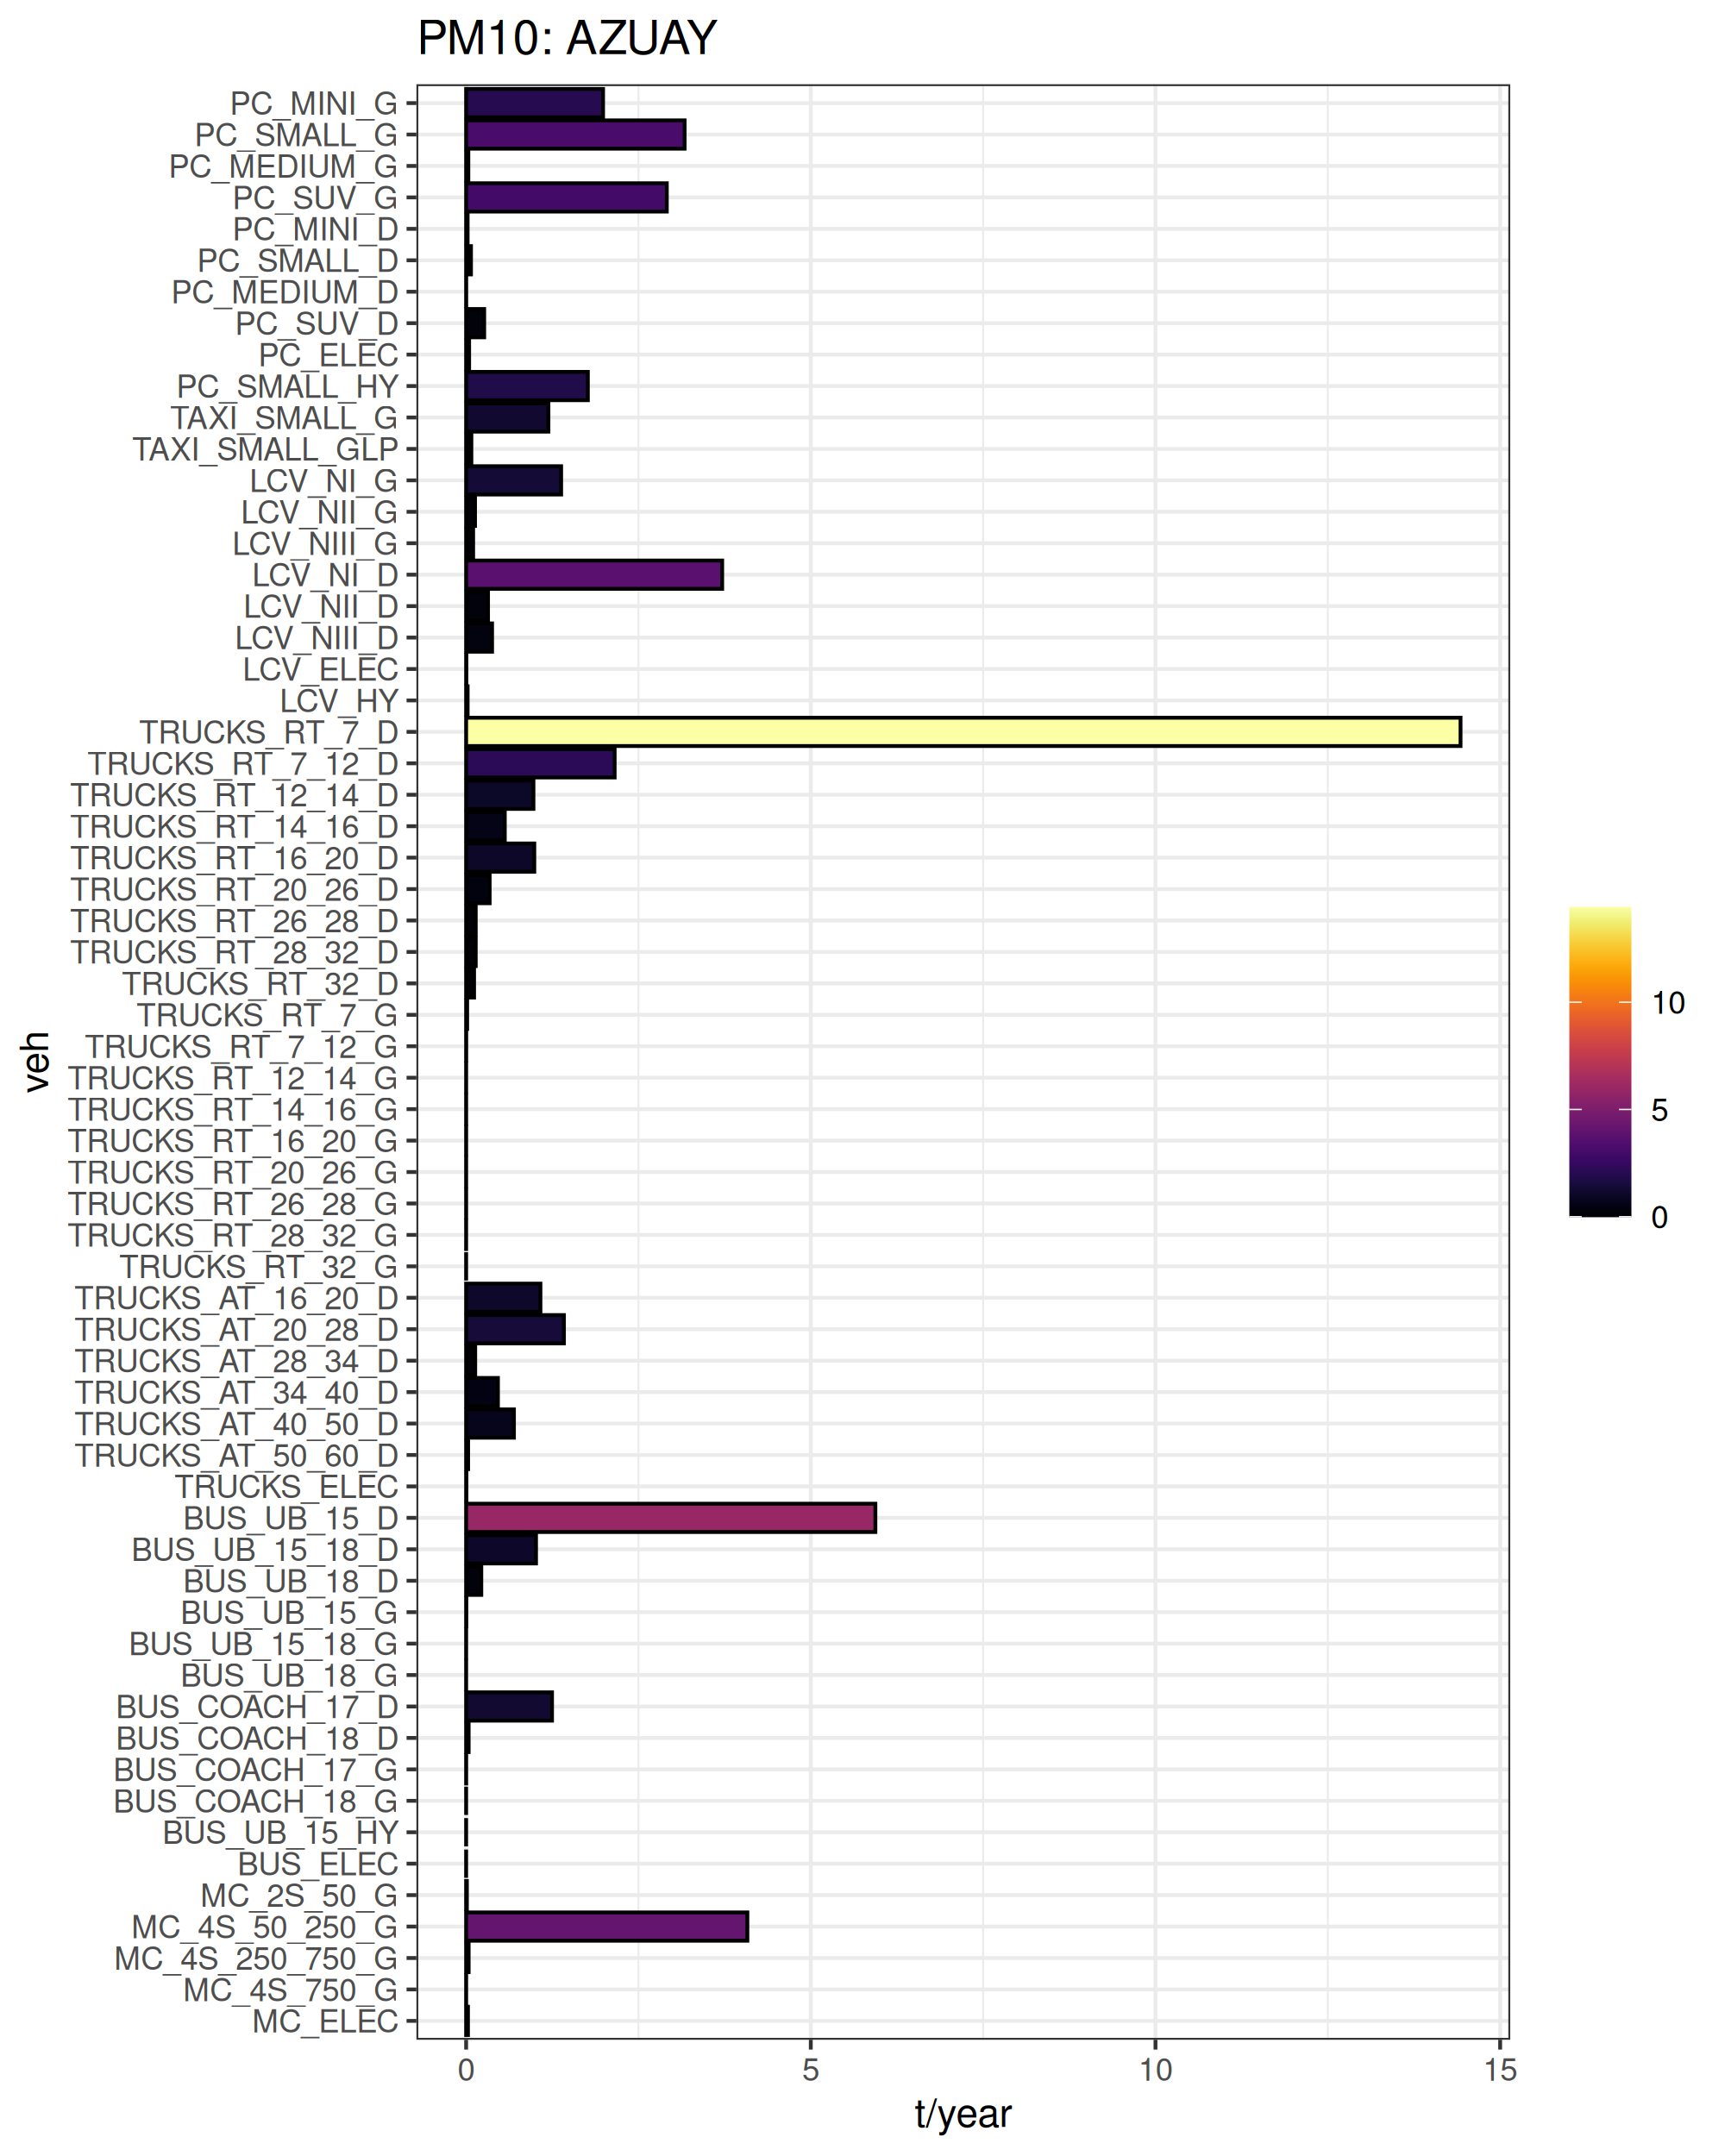 PM10: AZUAY
PC_MINI_G
PC_SMALL_G
PC_MEDIUM_G
PC_SUV_G
PC_MINI_D
PC_SMALL_D
PC_MEDIUM_D
PC_SUV_D
PC_ELEC
PC_SMALL_HY
TAXI_SMALL_G
TAXI_SMALL_GLP
LCV_NI_G
LCV_NII_G
LCV_NIII_G
LCV_NI_D
LCV_NII_D
LCV_NIII_D
LCV_ELEC
LCV_HY
TRUCKS_RT_7_D
TRUCKS_RT_7_12_D
TRUCKS_RT_12_14_D
TRUCKS_RT_14_16_D
TRUCKS_RT_16_20_D
TRUCKS_RT_20_26_D
TRUCKS_RT_26_28_D
TRUCKS_RT_28_32_D
TRUCKS_RT_32_D
TRUCKS_RT_7_G
TRUCKS_RT_7_12_G
TRUCKS_RT_12_14_G
TRUCKS_RT_14_16_G
TRUCKS_RT_16_20_G
TRUCKS_RT_20_26_G
TRUCKS_RT_26_28_G
TRUCKS_RT_28_32_G
TRUCKS_RT_32_G
TRUCKS_AT_16_20_D
TRUCKS_AT_20_28_D
TRUCKS_AT_28_34_D
TRUCKS_AT_34_40_D
TRUCKS_AT_40_50_D
TRUCKS_AT_50_60_D
TRUCKS_ELEC
BUS_UB_15_D
BUS_UB_15_18_D
BUS_UB_18_D
BUS_UB_15_G
BUS_UB_15_18_G
BUS_UB_18_G
BUS_COACH_17_D
BUS_COACH_18_D
BUS_COACH_17_G
BUS_COACH_18_G
BUS_UB_15_HY
BUS_ELEC
MC_2S_50_G
MC_4S_50_250_G
MC_4S_250_750_G
MC_4S_750_G
MC_ELEC
veh
0 5 10 15
t/year
10
5
0